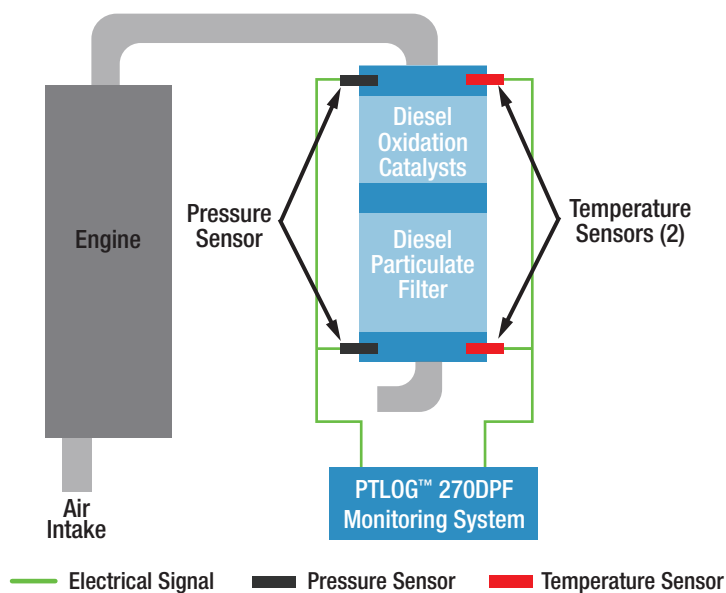 Diesel
Oxidation
Catalysts
Pressure
Sensor
Engine
Temperature
Sensors (2)
Diesel
Particulate
Filter
PTLOG™ 270DPF
Monitoring System
Air
Intake
Electrical Signal
Pressure Sensor
Temperature Sensor